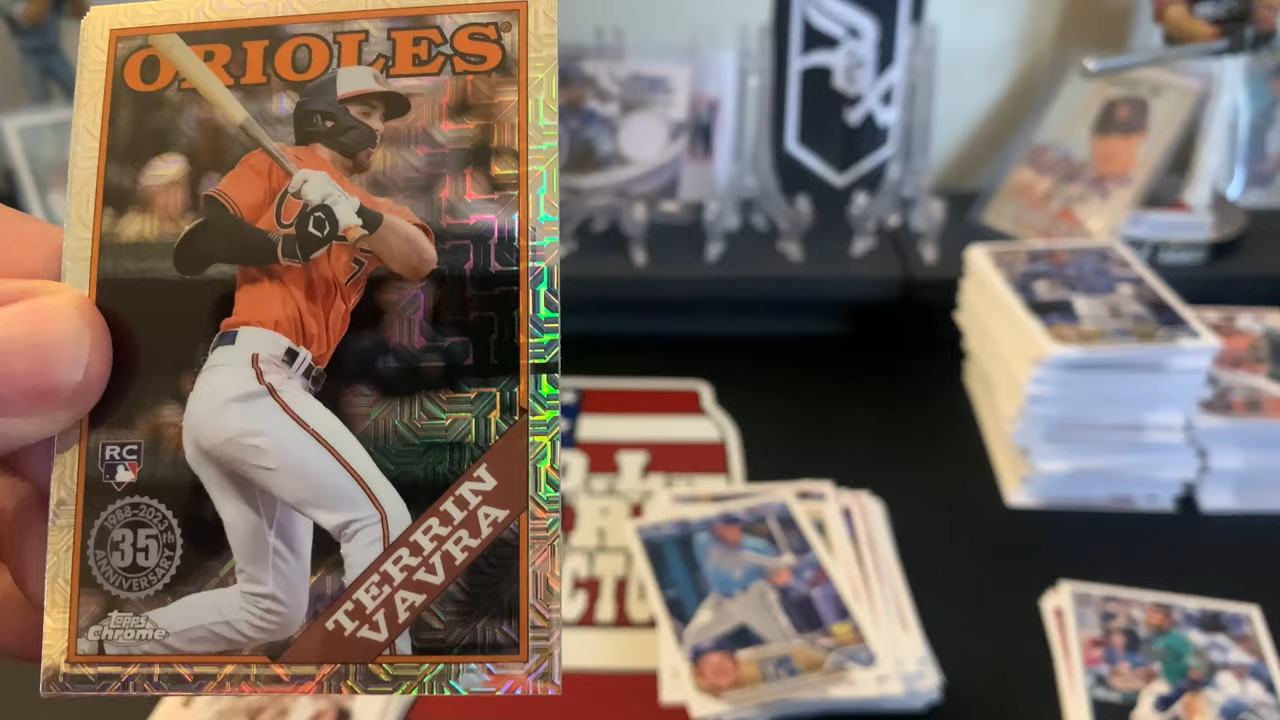 ORIOLES
RC
1988-2023
35th
ANNIVERSARY
Topps
Chrome
TERRIN
VAVRA